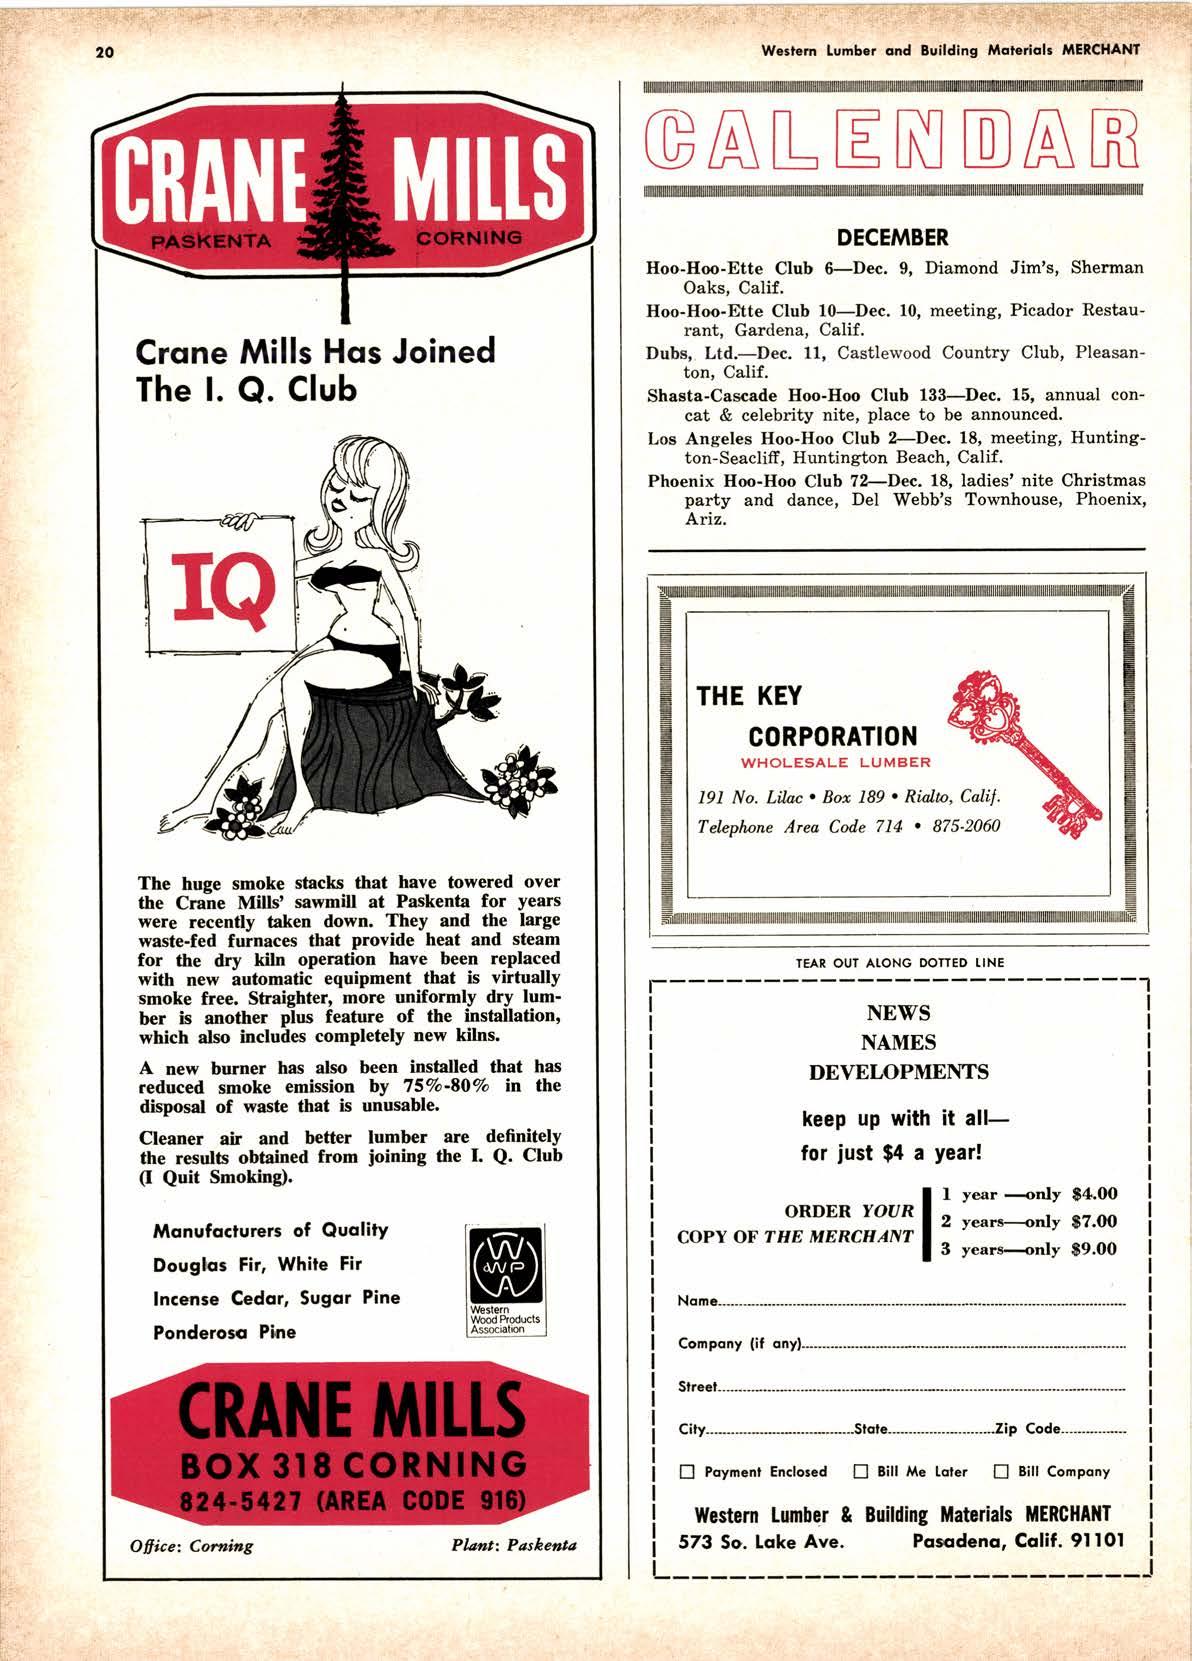 20
Western Lumber and Building Materials MERCHANT
CRANE MILLS
PASKENTA CORNING
Crane Mills Has Joined
The I. Q. Club
IQ
The huge smoke stacks that have towered over
the Crane Mills' sawmill at Paskenta for years
were recently taken down. They and the large
waste-fed furnaces that provide heat and steam
for the dry kiln operation have been replaced
with new automatic equipment that is virtually
smoke free. Straighter, more uniformly dry lum-
ber is another plus feature of the installation,
which also includes completely new kilns.
A new burner has also been installed that has
reduced smoke emission by 75%-80% in the
disposal of waste that is unusable.
Cleaner air and better lumber are definitely
the results obtained from joining the I. Q. Club
(I Quit Smoking).
Manufacturers of Quality
Douglas Fir, White Fir
Incense Cedar, Sugar Pine
Ponderosa Pine
W
WWP
A
Western
Wood Products
Association
CRANE MILLS
BOX 318 CORNING
824-5427 (AREA CODE 916)
Office: Corning Plant: Paskenta
CALENDAR
DECEMBER
Hoo-Hoo-Ette Club 6—Dec. 9, Diamond Jim's, Sherman
Oaks, Calif.
Hoo-Hoo-Ette Club 10—Dec. 10, meeting, Picador Restau-
rant, Gardena, Calif.
Dubs, Ltd.—Dec. 11, Castlewood Country Club, Pleasan-
ton, Calif.
Shasta-Cascade Hoo-Hoo Club 133—Dec. 15, annual con-
cat & celebrity nite, place to be announced.
Los Angeles Hoo-Hoo Club 2—Dec. 18, meeting, Hunting-
ton-Seacliff, Huntington Beach, Calif.
Phoenix Hoo-Hoo Club 72—Dec. 18, ladies' nite Christmas
party and dance, Del Webb's Townhouse, Phoenix,
Ariz.
THE KEY
CORPORATION
WHOLESALE LUMBER
191 No. Lilac • Box 189 • Rialto, Calif.
Telephone Area Code 714 • 875-2060
TEAR OUT ALONG DOTTED LINE
NEWS
NAMES
DEVELOPMENTS
keep up with it all—
for just $4 a year!
ORDER YOUR
COPY OF THE MERCHANT
1 year —only $4.00
2 years—only $7.00
3 years—only $9.00
Name
Company (if any)
Street
City State Zip Code
☐ Payment Enclosed ☐ Bill Me Later ☐ Bill Company
Western Lumber & Building Materials MERCHANT
573 So. Lake Ave. Pasadena, Calif. 91101